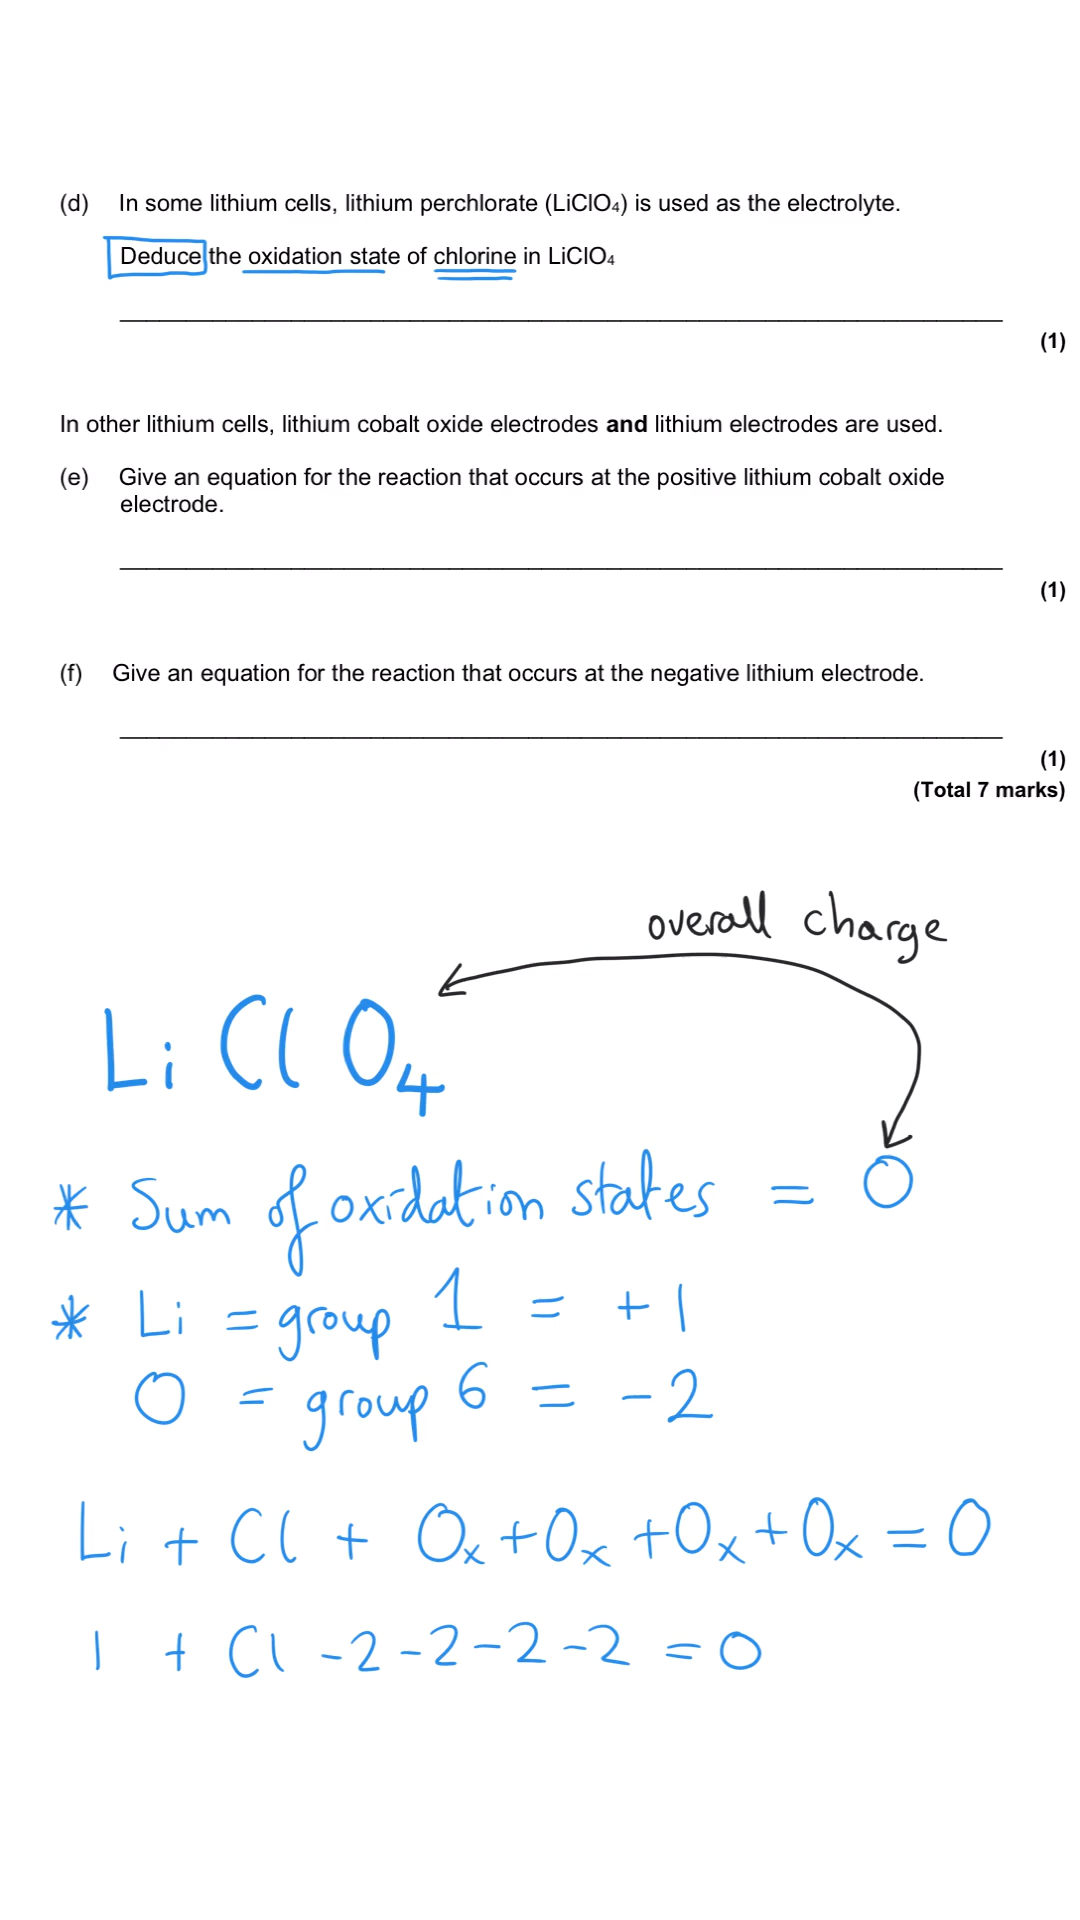 (d) In some lithium cells, lithium perchlorate (LiClO₄) is used as the electrolyte.
Deduce the oxidation state of chlorine in LiClO₄
(1)
In other lithium cells, lithium cobalt oxide electrodes and lithium electrodes are used.
(e) Give an equation for the reaction that occurs at the positive lithium cobalt oxide
electrode.
(1)
(f) Give an equation for the reaction that occurs at the negative lithium electrode.
(1)
(Total 7 marks)
overall charge
LiClO₄
* Sum of oxidation states = 0
* Li = group 1 = +1
O = group 6 = -2
Li + Cl + Oₓ + Oₓ + Oₓ + Oₓ = 0
1 + Cl -2 -2 -2 -2 = 0